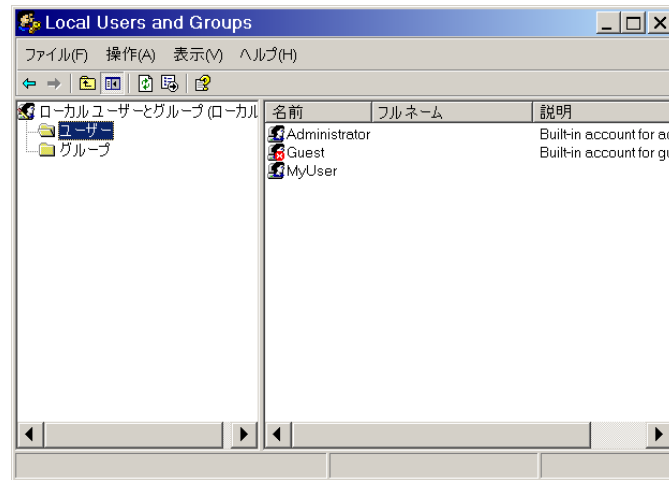 Local Users and Groups
ファイル(F) 操作(A) 表示(V) ヘルプ(H)
ローカル ユーザーとグループ (ローカル
ユーザー
グループ
名前 フル ネーム 説明
Administrator Built-in account for
Guest Built-in account for
MyUser